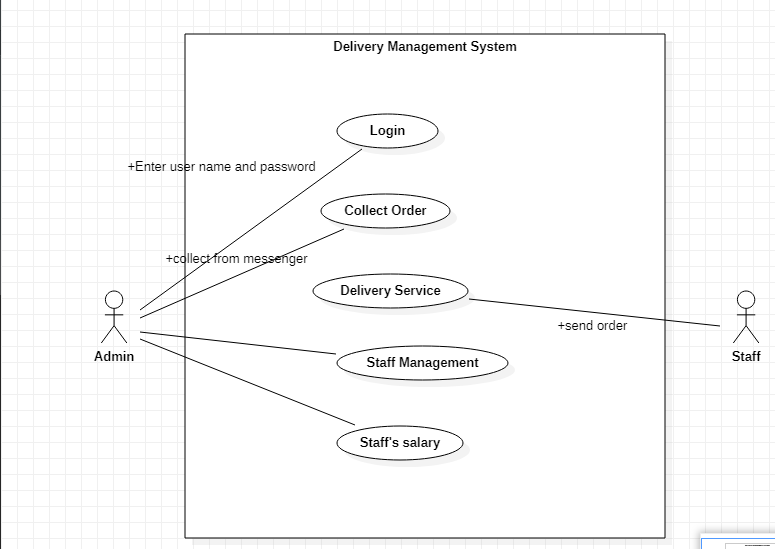 Delivery Management System
Login
+Enter user name and password
Collect Order
+collect from messenger
Delivery Service
+send order
Admin
Staff Management
Staff
Staff's salary